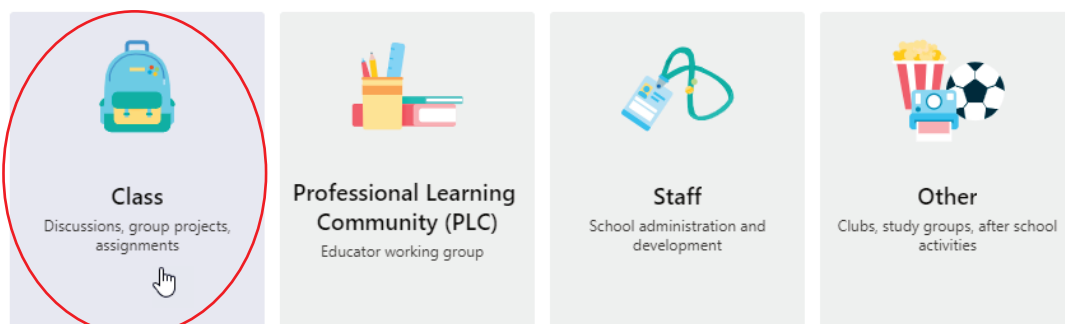 Class
Discussions, group projects,
assignments
Professional Learning
Community (PLC)
Educator working group
Staff
School administration and
development
Other
Clubs, study groups, after school
activities